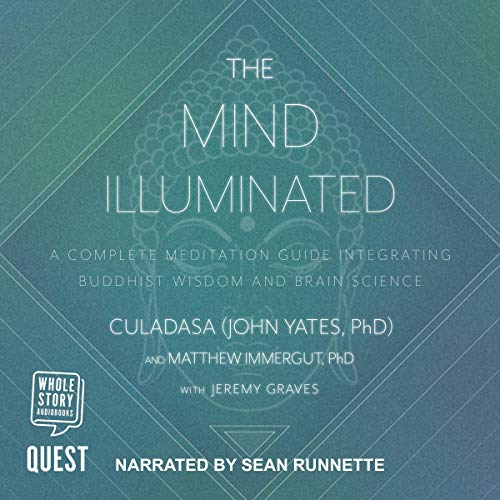 THE
MIND
ILLUMINATED
A COMPLETE MEDITATION GUIDE INTEGRATING
BUDDHIST WISDOM AND BRAIN SCIENCE
CULADASA (JOHN YATES, PhD)
AND MATTHEW IMMERGUT, PhD
WITH JEREMY GRAVES
WHOLE
STORY
AUDIOBOOKS
QUEST
NARRATED BY SEAN RUNNETTE